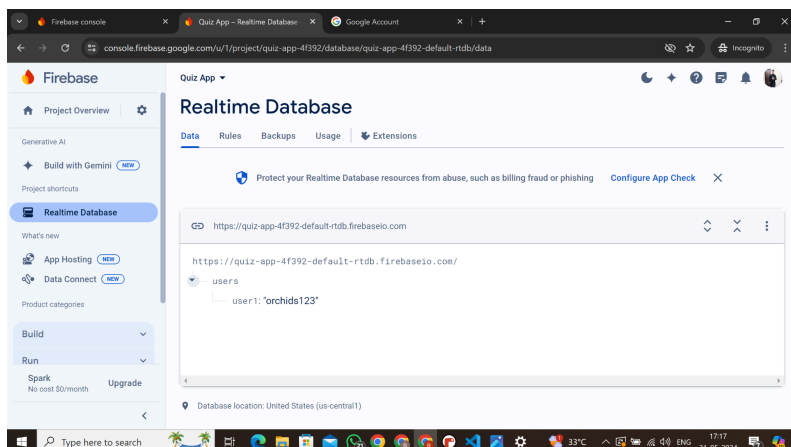 Firebase console
Quiz App – Realtime Database
Google Account
console.firebase.google.com/u/1/project/quiz-app-4f392/database/quiz-app-4f392-default-rtdb/data
Incognito
Firebase
Quiz App
Project Overview
Realtime Database
Data Rules Backups Usage Extensions
Generative AI
Build with Gemini NEW
Protect your Realtime Database resources from abuse, such as billing fraud or phishing Configure App Check
Project shortcuts
Realtime Database
https://quiz-app-4f392-default-rtdb.firebaseio.com
What's new
App Hosting NEW
https://quiz-app-4f392-default-rtdb.firebaseio.com/
Data Connect NEW
users
user1: "orchids123"
Product categories
Build
Run
Spark
No cost $0/month
Upgrade
Database location: United States (us-central1)
Type here to search
33°C
ENG
17:17